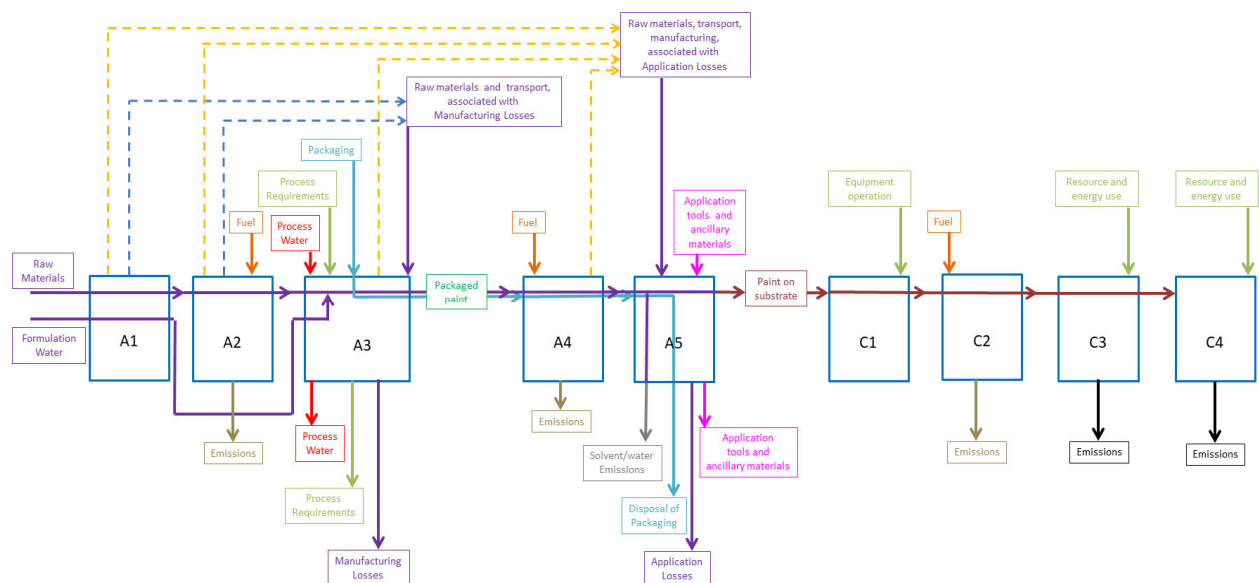 Raw materials, transport,
manufacturing,
associated with
Application Losses
Raw materials and transport,
associated with
Manufacturing Losses
Packaging
Process
Requirements
Equipment
operation
Resource and
energy use
Resource and
energy use
Application
tools and
ancillary
materials
Fuel
Process
Water
Fuel
Fuel
Raw
Materials
Packaged
paint
Paint on
substrate
Formulation
Water
A1
A2
A3
A4
A5
C1
C2
C3
C4
Emissions
Process
Water
Emissions
Solvent/water
Emissions
Application
tools and
ancillary materials
Emissions
Emissions
Emissions
Process
Requirements
Disposal of
Packaging
Manufacturing
Losses
Application
Losses